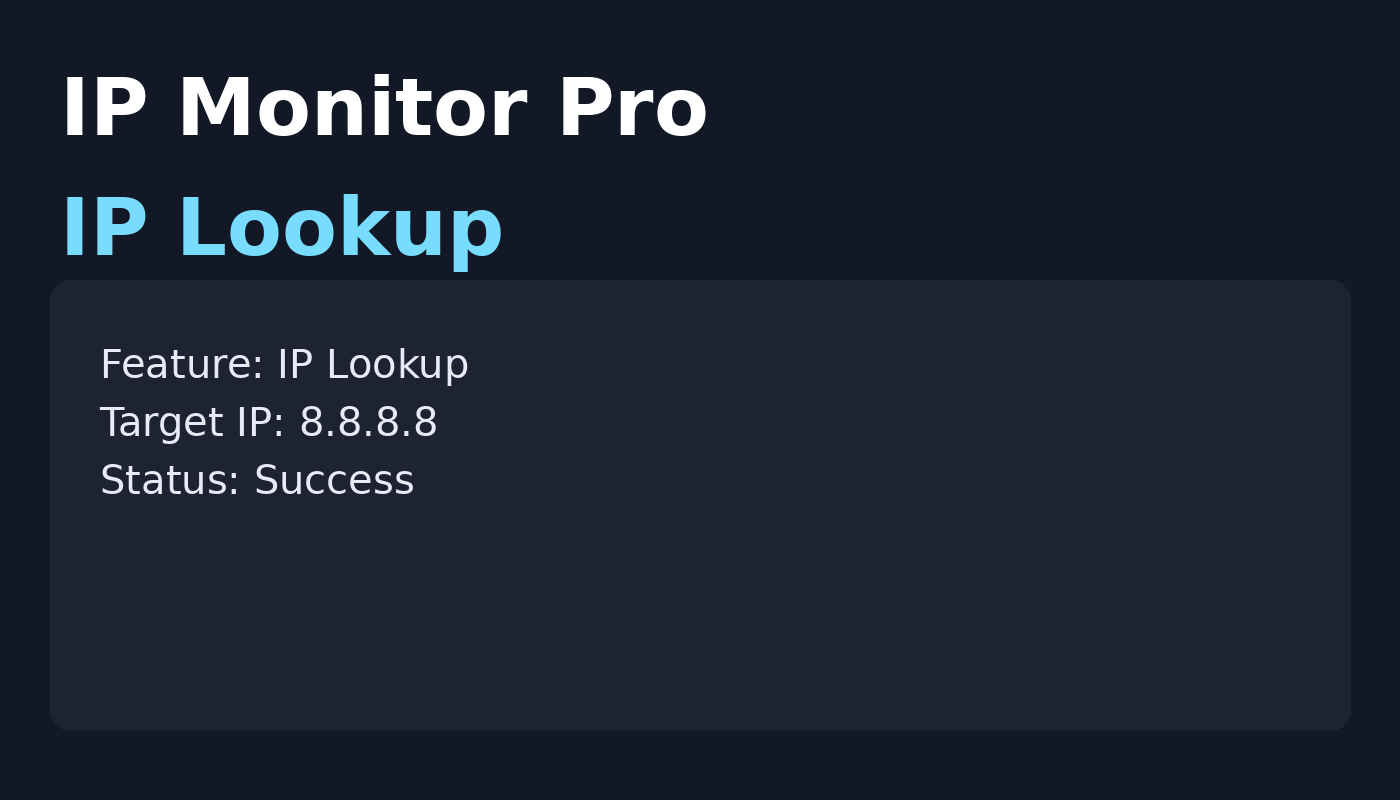 IP Monitor Pro
IP Lookup
Feature: IP Lookup
Target IP: 8.8.8.8
Status: Success